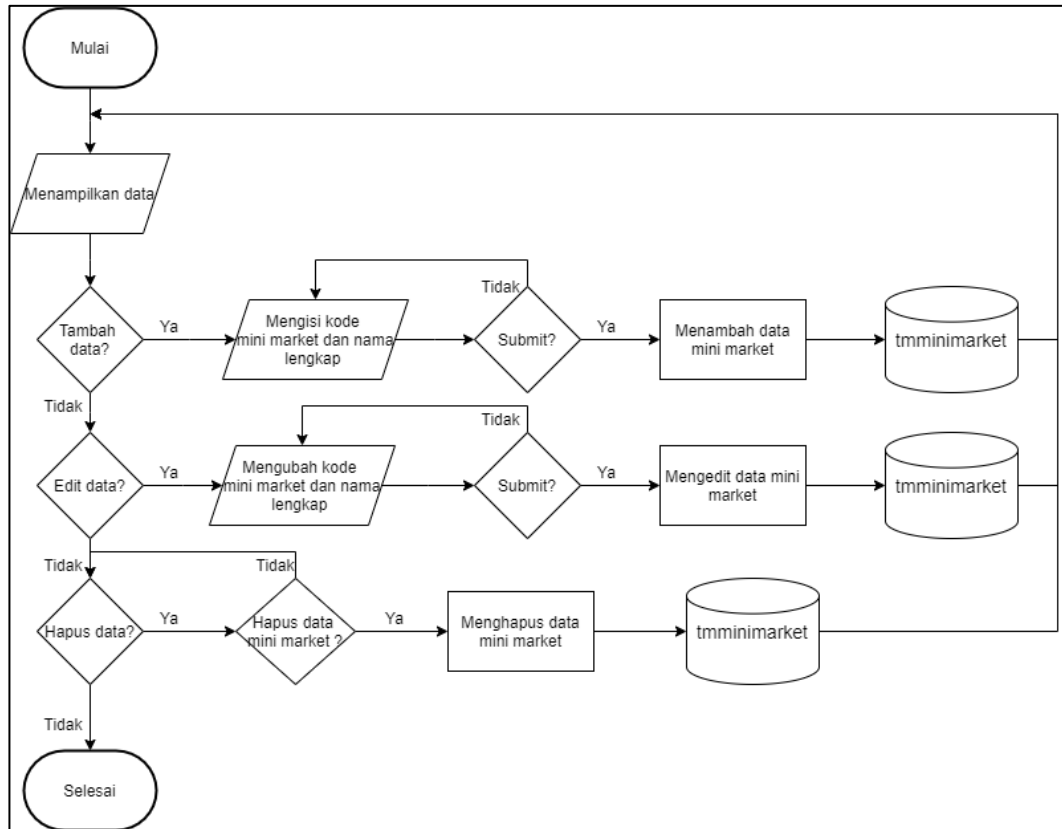 Mulai
Menampilkan data
Tidak
Tambah
data?
Ya
Mengisi kode
mini market dan nama
lengkap
Submit?
Ya
Menambah data
mini market
tmminimarket
Tidak
Tidak
Edit data?
Ya
Mengubah kode
mini market dan nama
lengkap
Submit?
Ya
Mengedit data mini
market
tmminimarket
Tidak
Tidak
Hapus data?
Ya
Hapus data
mini market ?
Ya
Menghapus data
mini market
tmminimarket
Tidak
Selesai